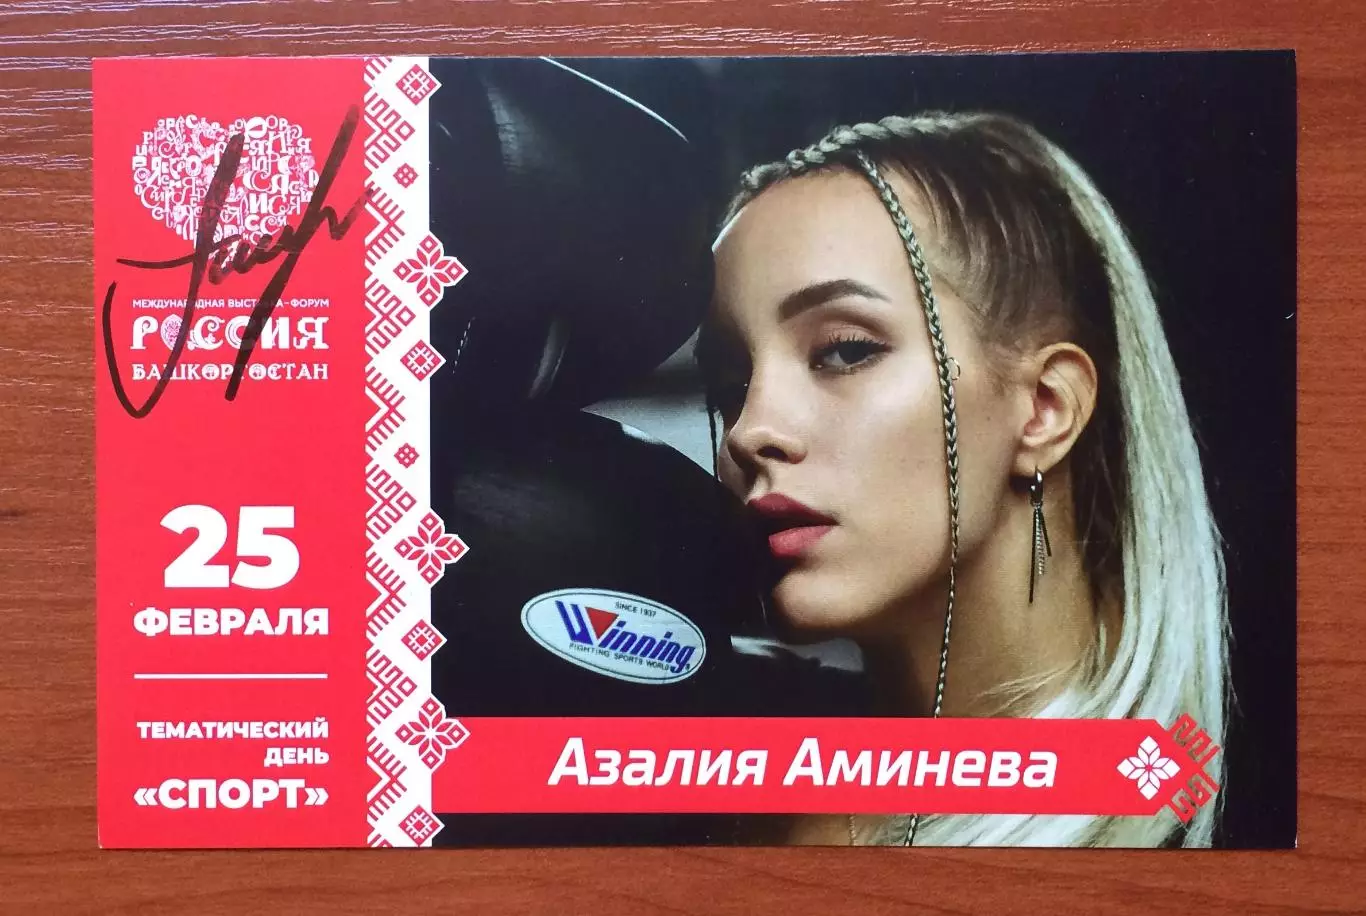 МЕЖДУНАРОДНАЯ ВЫСТАВКА-ФОРУМ
РОССИЯ
БАШКОРТОСТАН
25
ФЕВРАЛЯ
ТЕМАТИЧЕСКИЙ
ДЕНЬ
«СПОРТ»
SINCE 1937
Winning
FIGHTING SPORTS WORLD
Азалия Аминева